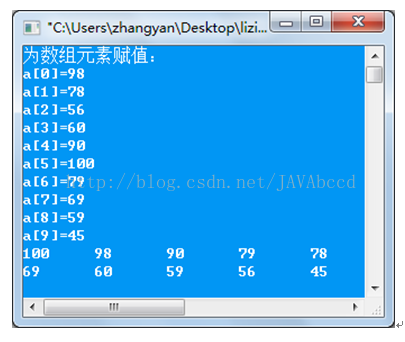 "C:\Users\zhangyan\Desktop\lizi...
为数组元素赋值：
a[0]=98
a[1]=78
a[2]=56
a[3]=60
a[4]=90
a[5]=100
a[6]=79
http://blog.csdn.net/JAVAbccd
a[7]=69
a[8]=59
a[9]=45
100 98 90 79 78
69 60 59 56 45